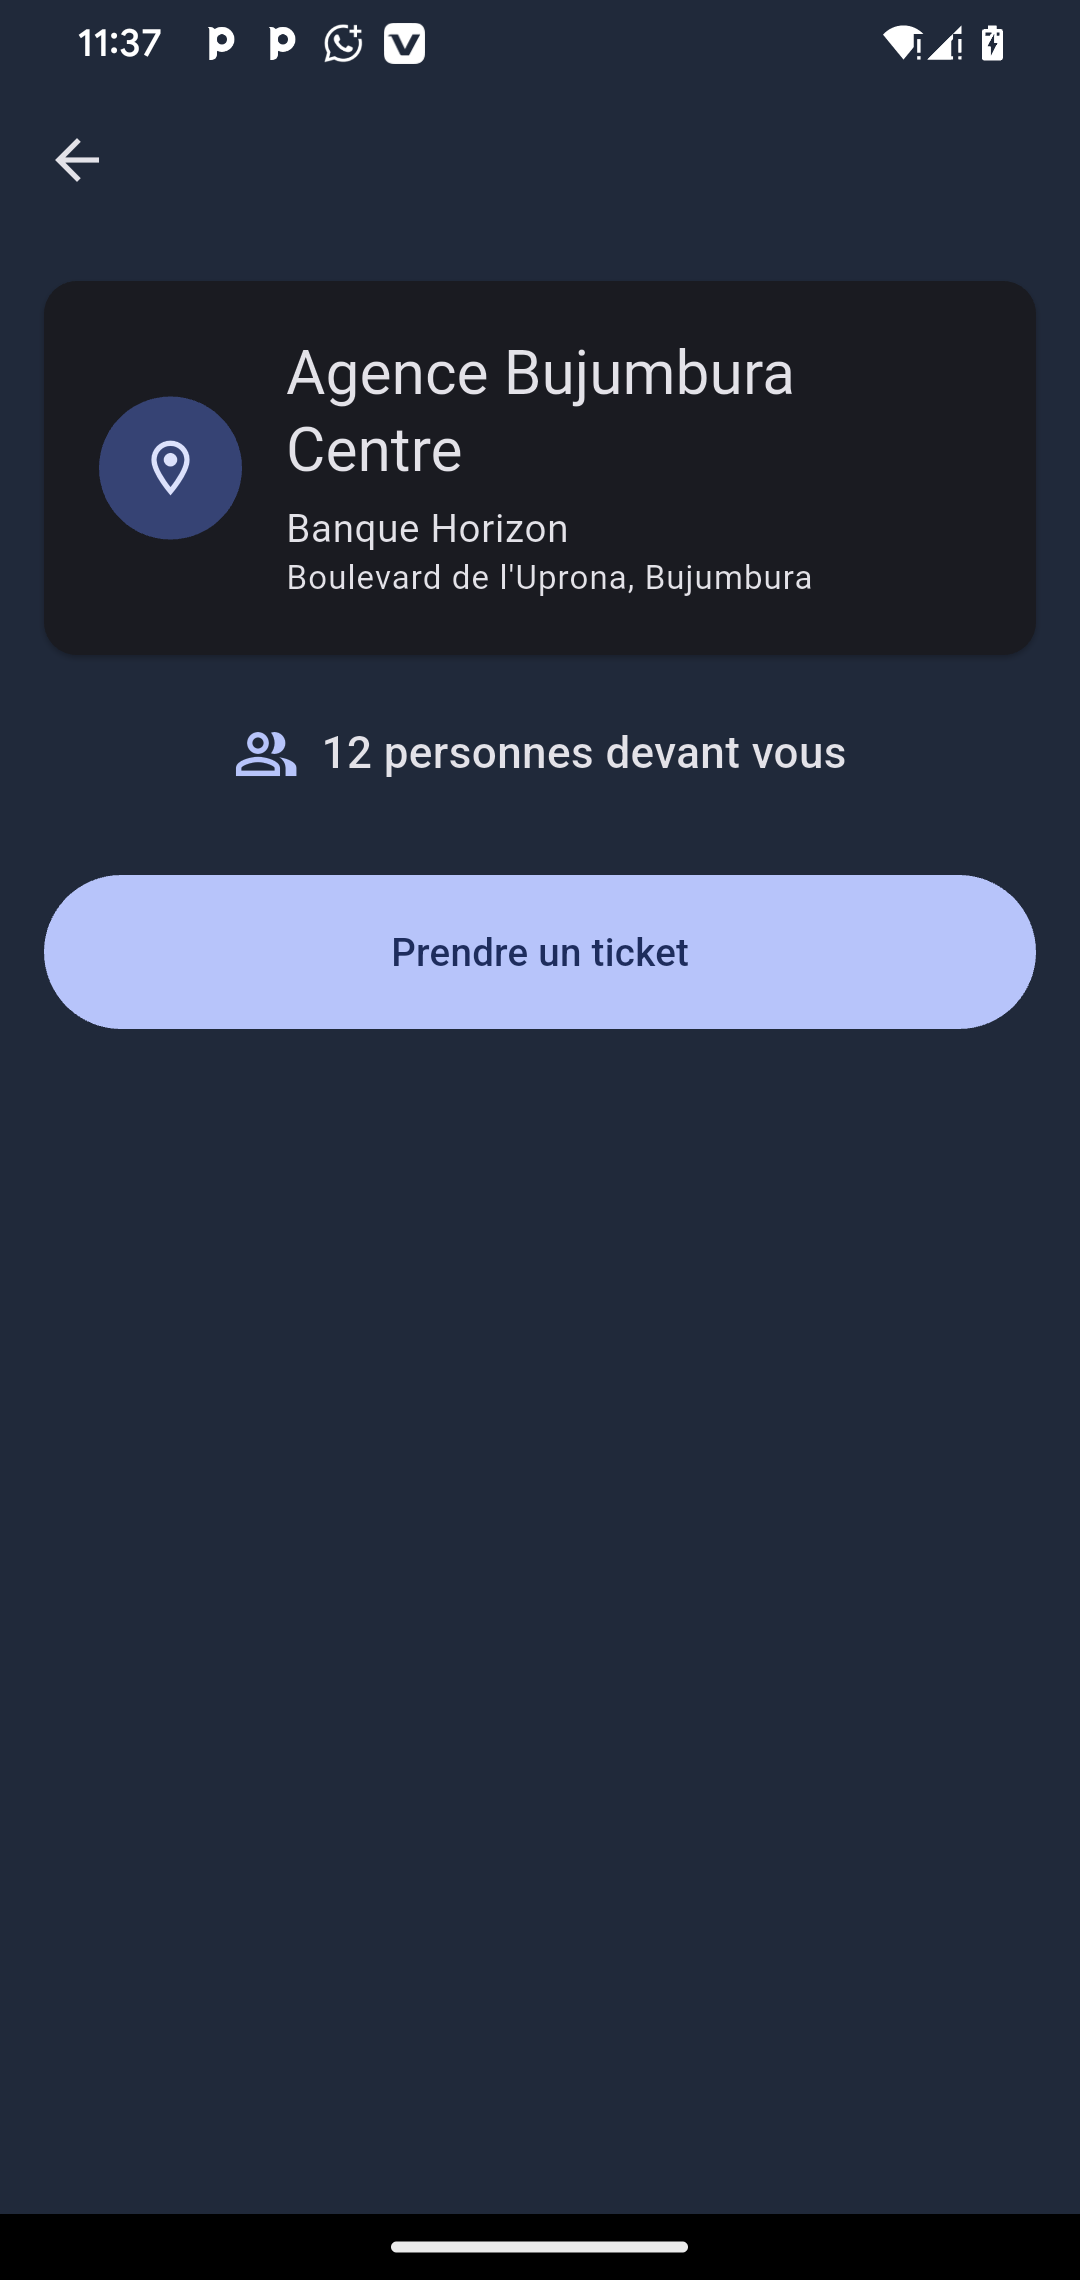 11:37
Agence Bujumbura
Centre
Banque Horizon
Boulevard de l'Uprona, Bujumbura
12 personnes devant vous
Prendre un ticket